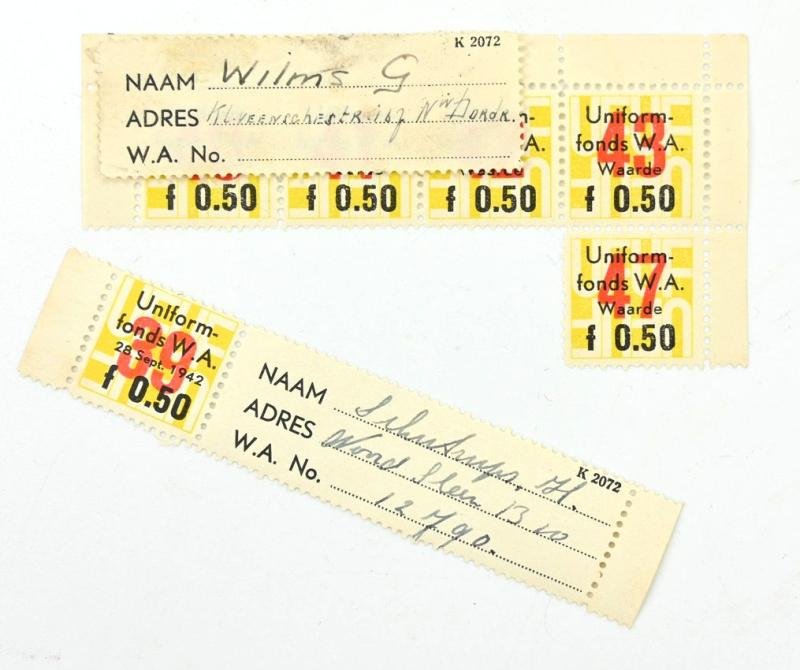 K 2072
NAAM Wilms G
ADRES
W.A. No.
f 0.50
f 0.50
f 0.50
Uniform-
fonds W.A.
43
Waarde
f 0.50
Uniform-
fonds W.A.
47
Waarde
f 0.50
Uniform-
fonds W.A.
39
28 Sept. 1942
f 0.50
K 2072
NAAM
ADRES
W.A. No. 12790.